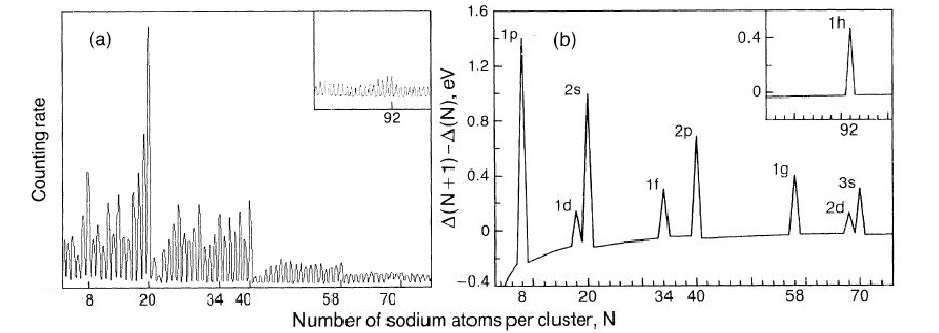 (a)
Counting rate
92
8 20 34 40 58 70
(b)
Δ(N + 1) – Δ(N), eV
1.6
1.2
0.8
0.4
0
–0.4
1p
2s
1d
1f
2p
1g
3s
2d
0.4
0
1h
92
8 20 34 40 58 70
Number of sodium atoms per cluster, N